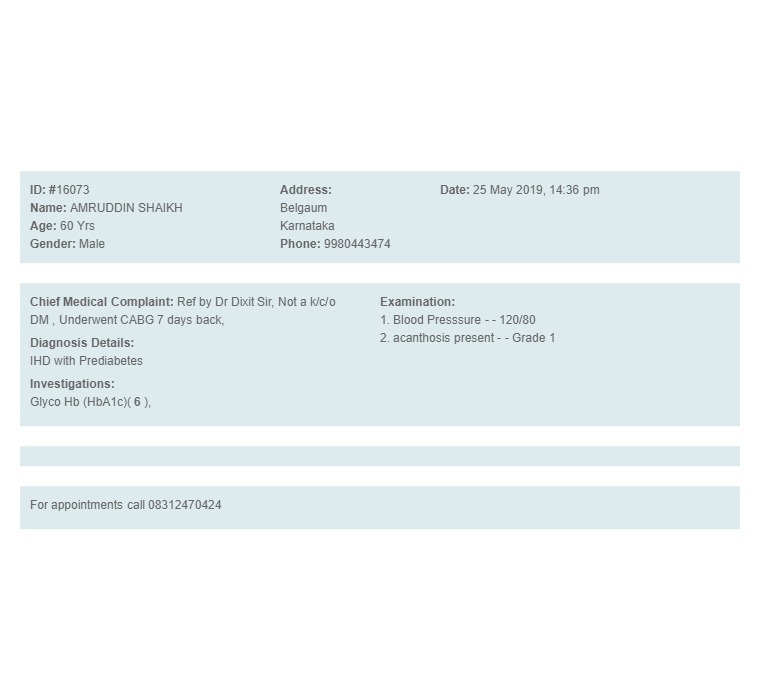 ID: #16073
Name: AMRUDDIN SHAIKH
Age: 60 Yrs
Gender: Male
Address:
Belgaum
Karnataka
Phone: 9980443474
Date: 25 May 2019, 14:36 pm
Chief Medical Complaint: Ref by Dr Dixit Sir, Not a k/c/o
DM , Underwent CABG 7 days back,
Diagnosis Details:
IHD with Prediabetes
Investigations:
Glyco Hb (HbA1c)( 6 ),
Examination:
1. Blood Presssure - - 120/80
2. acanthosis present - - Grade 1
For appointments call 08312470424